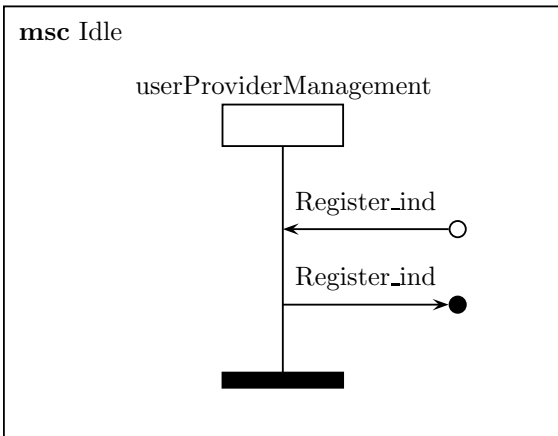 msc Idle
userProviderManagement
Register_ind
Register_ind